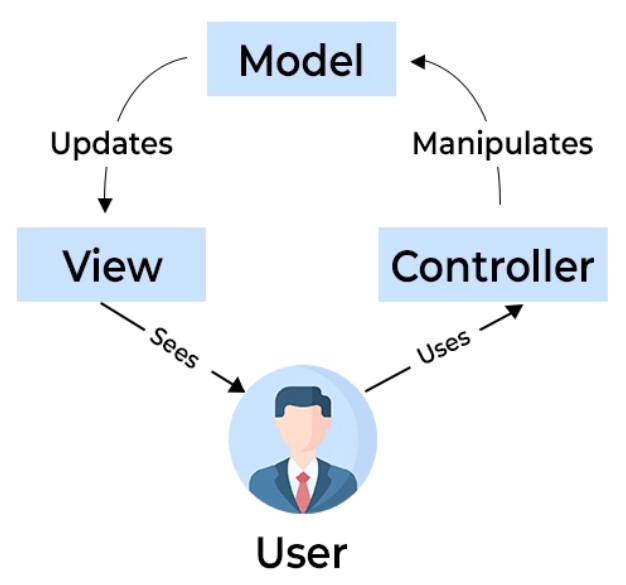 Model
Updates
Manipulates
View
Controller
Sees
Uses
User